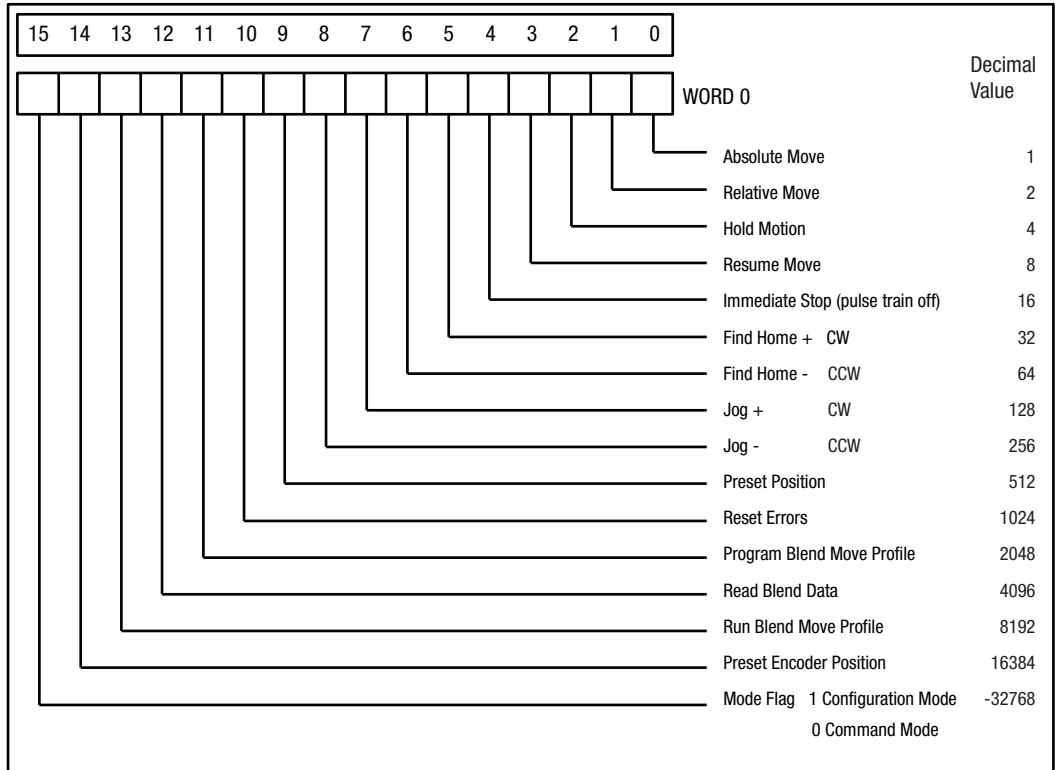 15 14 13 12 11 10 9 8 7 6 5 4 3 2 1 0
Decimal
Value
WORD 0
Absolute Move 1
Relative Move 2
Hold Motion 4
Resume Move 8
Immediate Stop (pulse train off) 16
Find Home + CW 32
Find Home - CCW 64
Jog + CW 128
Jog - CCW 256
Preset Position 512
Reset Errors 1024
Program Blend Move Profile 2048
Read Blend Data 4096
Run Blend Move Profile 8192
Preset Encoder Position 16384
Mode Flag 1 Configuration Mode -32768
0 Command Mode